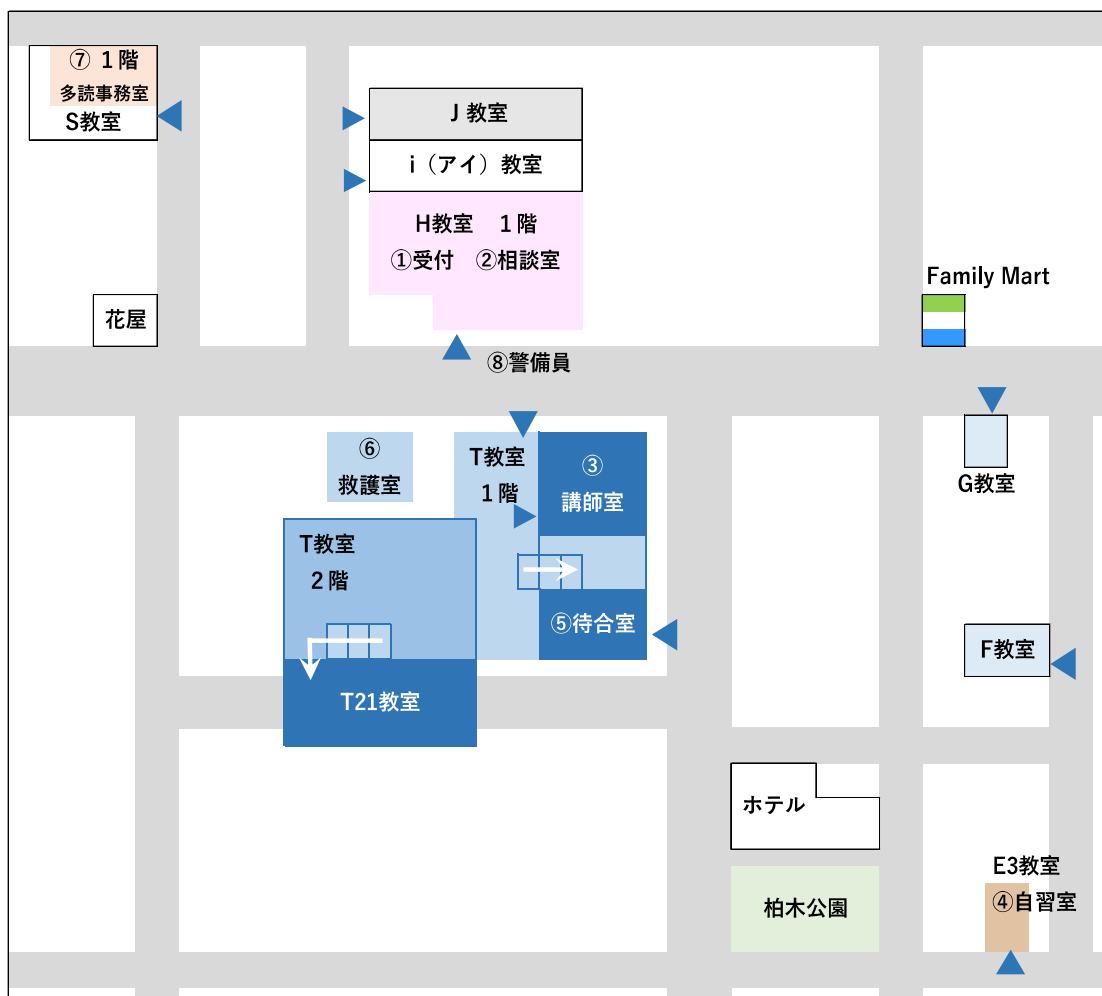 ⑦ 1階
多読事務室
S教室
J 教室
i(アイ)教室
H教室 1階
①受付 ②相談室
Family Mart
花屋
⑧警備員
⑥
救護室
T教室
1階
③
講師室
G教室
T教室
2階
⑤待合室
F教室
T21教室
ホテル
E3教室
④自習室
柏木公園